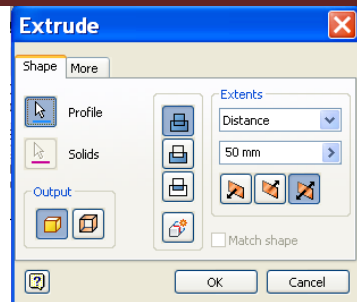 Extrude
Shape More
Profile
Solids
Output
Extents
Distance
50 mm
Match shape
OK Cancel